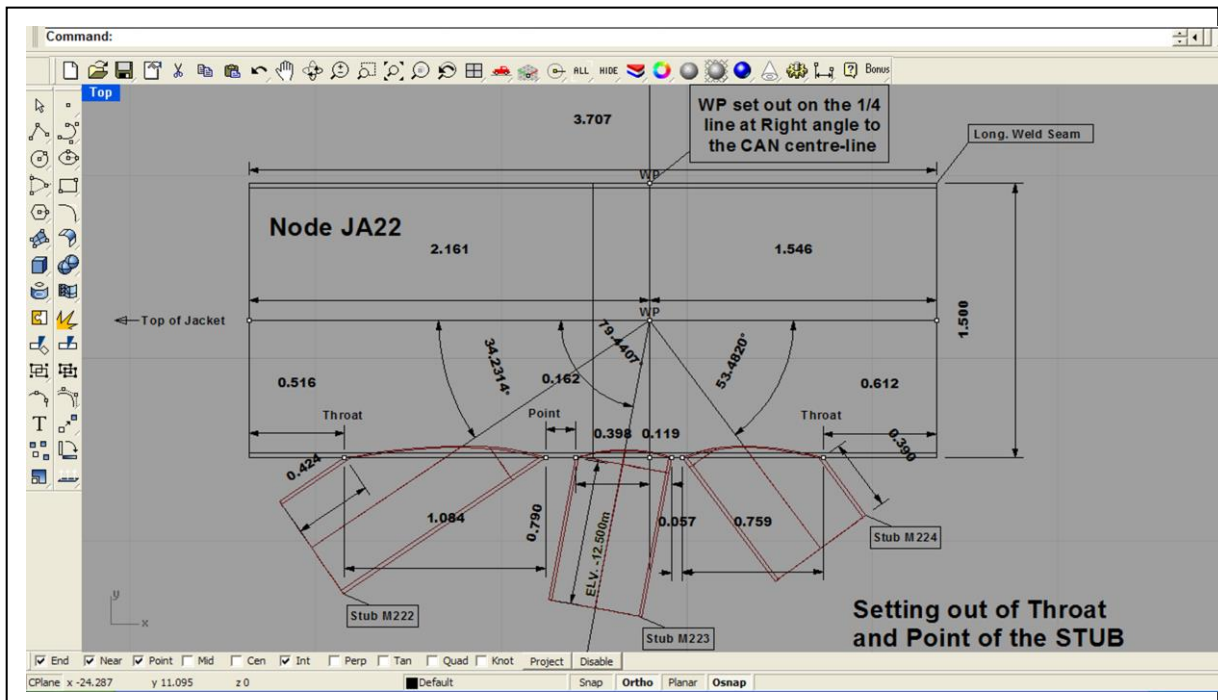 Command:
ALL HIDE Bonus
Top
3.707
WP set out on the 1/4
line at Right angle to
the CAN centre-line
Long. Weld Seam
WP
Node JA22
2.161
1.546
1.500
WP
Top of Jacket
79.4407°
34.2314°
53.4820°
0.516
0.162
0.612
Throat
Point
Throat
0.398
0.119
0.390
0.424
1.084
0.790
ELV. -12.500m
0.057
0.759
Stub M224
Stub M222
Stub M223
Setting out of Throat
and Point of the STUB
y
x
End Near Point Mid Cen Int Perp Tan Quad Knot Project Disable
CPlane x -24.287 y 11.095 z 0 Default Snap Ortho Planar Osnap